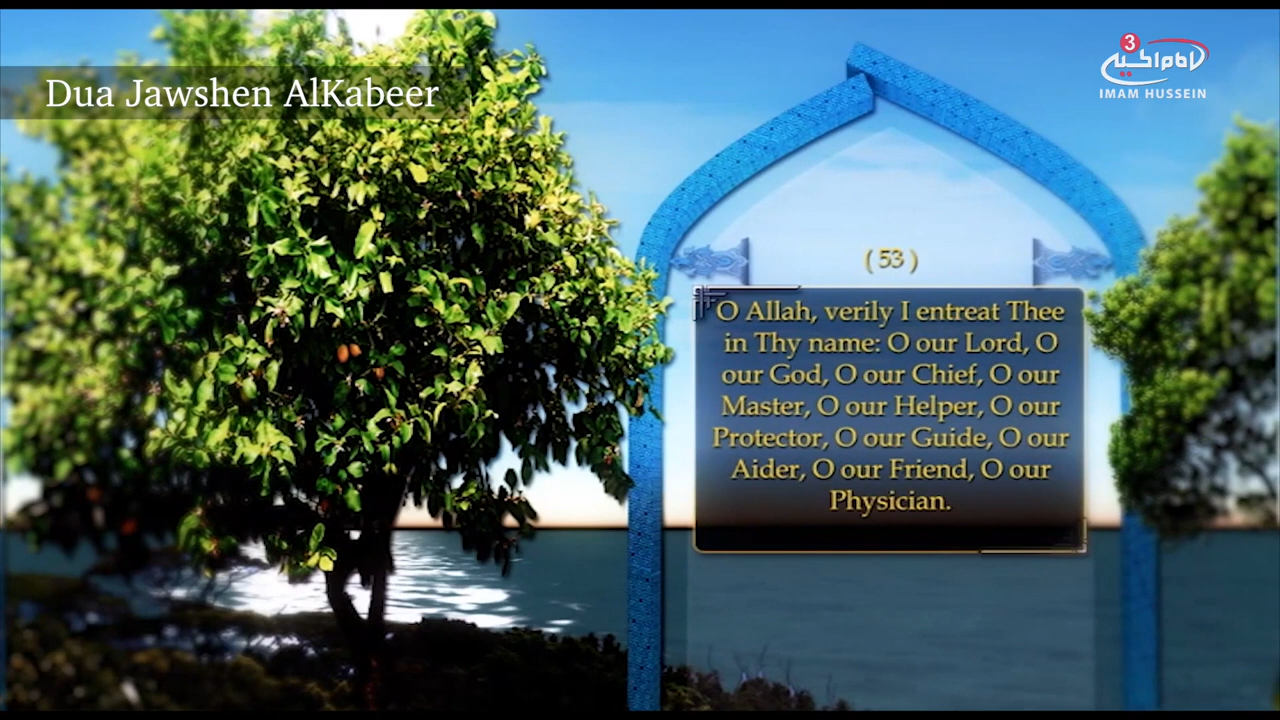 Dua Jawshen AlKabeer
3
IMAM HUSSEIN
( 53 )
O Allah, verily I entreat Thee
in Thy name: O our Lord, O
our God, O our Chief, O our
Master, O our Helper, O our
Protector, O our Guide, O our
Aider, O our Friend, O our
Physician.